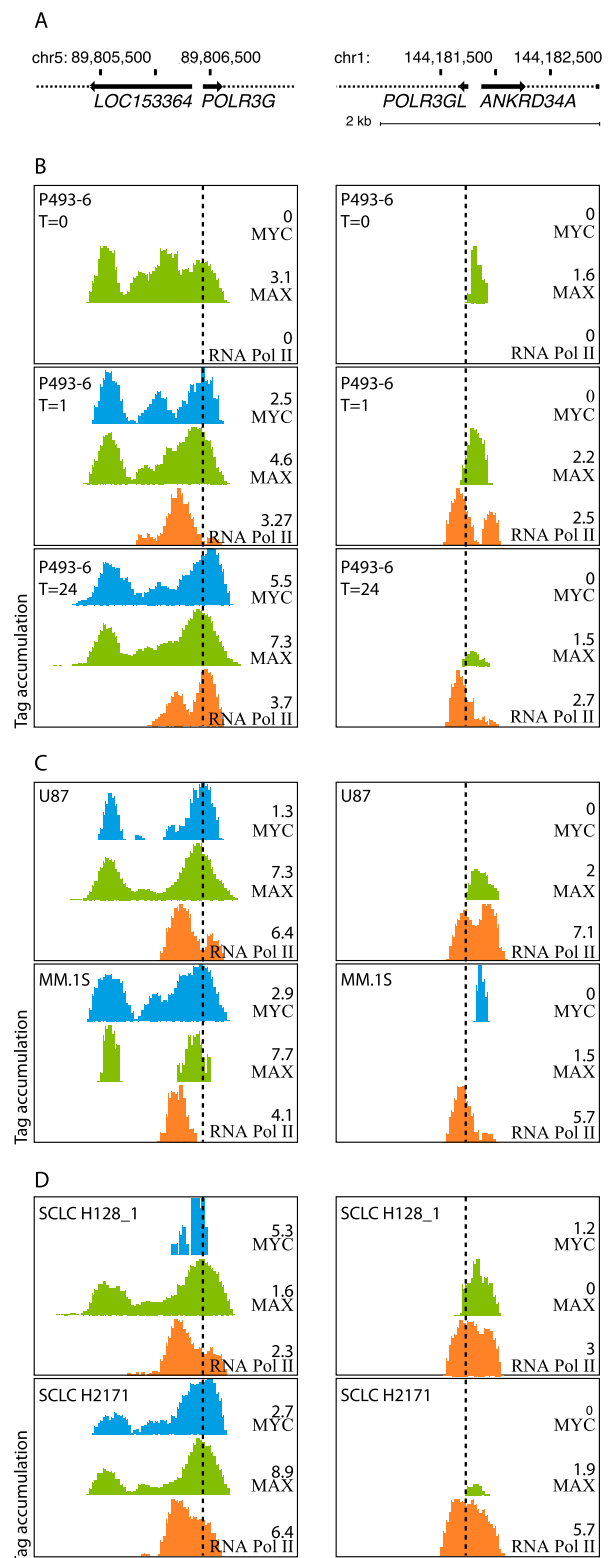 A
chr5: 89,805,500 89,806,500
LOC153364 POLR3G
chr1: 144,181,500 144,182,500
POLR3GL ANKRD34A
2 kb
B
P493-6
T=0
0
MYC
3.1
MAX
0
RNA Pol II
P493-6
T=0
0
MYC
1.6
MAX
0
RNA Pol II
P493-6
T=1
2.5
MYC
4.6
MAX
3.27
RNA Pol II
P493-6
T=1
0
MYC
2.2
MAX
2.5
RNA Pol II
P493-6
T=24
5.5
MYC
7.3
MAX
3.7
RNA Pol II
P493-6
T=24
0
MYC
1.5
MAX
2.7
RNA Pol II
Tag accumulation
C
U87
1.3
MYC
7.3
MAX
6.4
RNA Pol II
U87
0
MYC
2
MAX
7.1
RNA Pol II
MM.1S
2.9
MYC
7.7
MAX
4.1
RNA Pol II
MM.1S
0
MYC
1.5
MAX
5.7
RNA Pol II
Tag accumulation
D
SCLC H128_1
5.3
MYC
1.6
MAX
2.3
RNA Pol II
SCLC H128_1
1.2
MYC
0
MAX
3
RNA Pol II
SCLC H2171
2.7
MYC
8.9
MAX
6.4
RNA Pol II
SCLC H2171
0
MYC
1.9
MAX
5.7
RNA Pol II
Tag accumulation